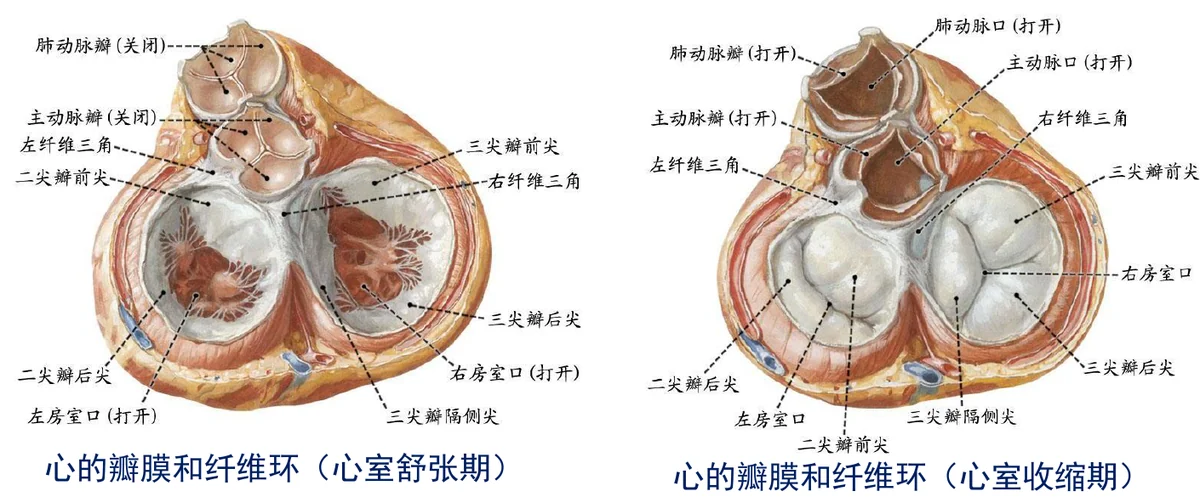 肺动脉瓣(关闭)
主动脉瓣(关闭)
左纤维三角
二尖瓣前尖
三尖瓣前尖
右纤维三角
三尖瓣后尖
右房室口(打开)
三尖瓣隔侧尖
二尖瓣后尖
左房室口(打开)
心的瓣膜和纤维环（心室舒张期）
肺动脉口(打开)
肺动脉瓣(打开)
主动脉口(打开)
主动脉瓣(打开)
右纤维三角
左纤维三角
三尖瓣前尖
右房室口
三尖瓣后尖
二尖瓣后尖
左房室口
三尖瓣隔侧尖
二尖瓣前尖
心的瓣膜和纤维环（心室收缩期）